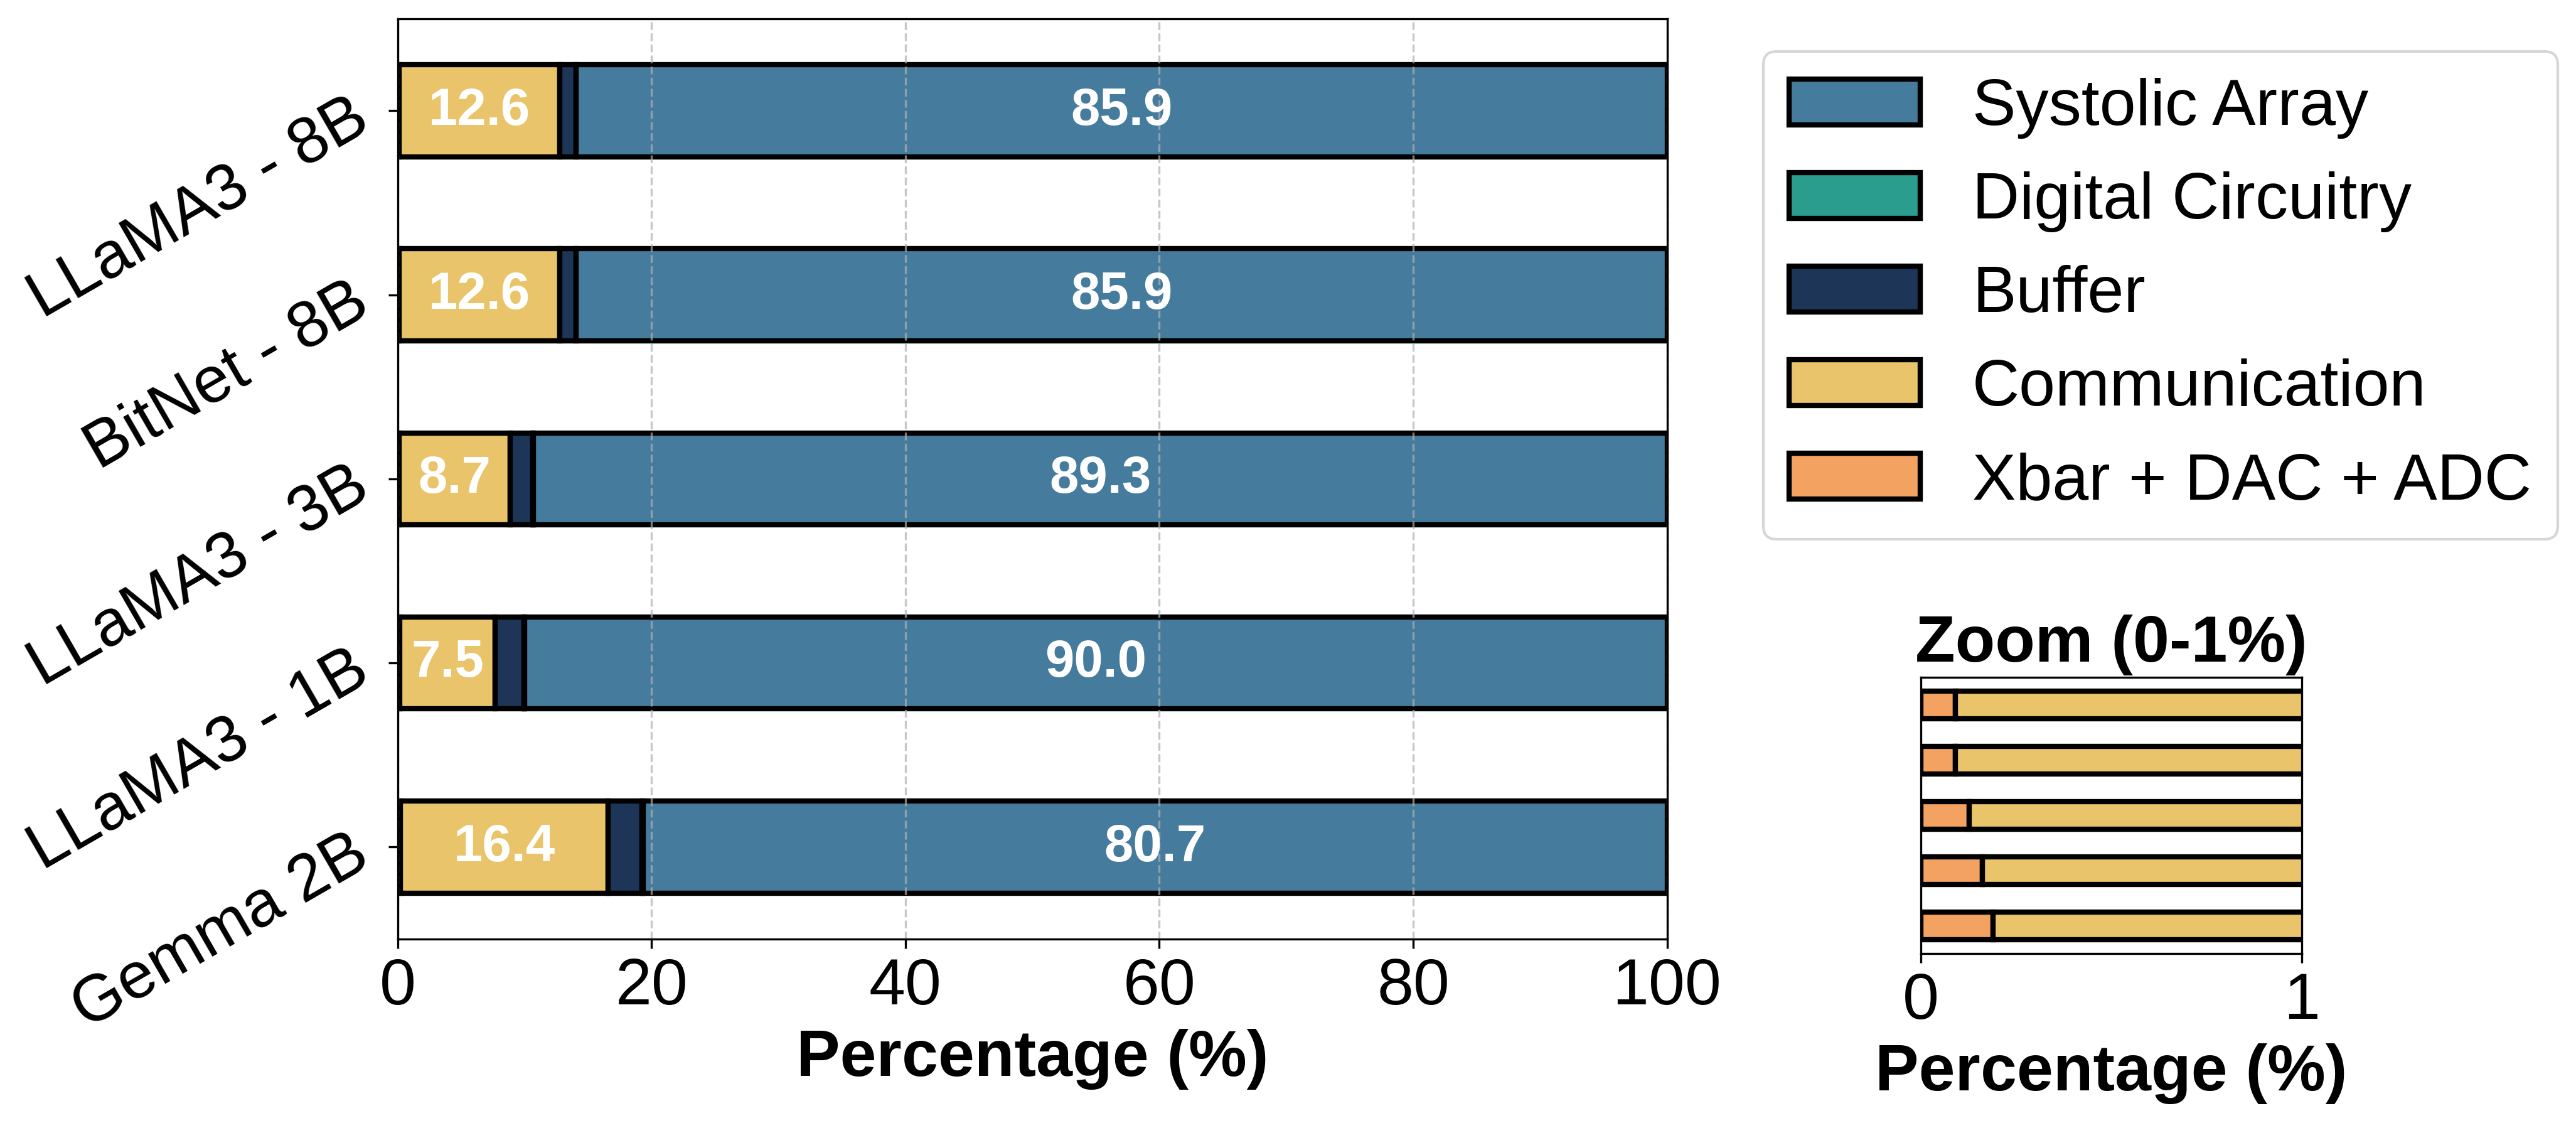 LLaMA3 - 8B
12.6
85.9
BitNet - 8B
12.6
85.9
LLaMA3 - 3B
8.7
89.3
LLaMA3 - 1B
7.5
90.0
Gemma 2B
16.4
80.7
0 20 40 60 80 100
Percentage (%)
Systolic Array
Digital Circuitry
Buffer
Communication
Xbar + DAC + ADC
Zoom (0-1%)
0 1
Percentage (%)